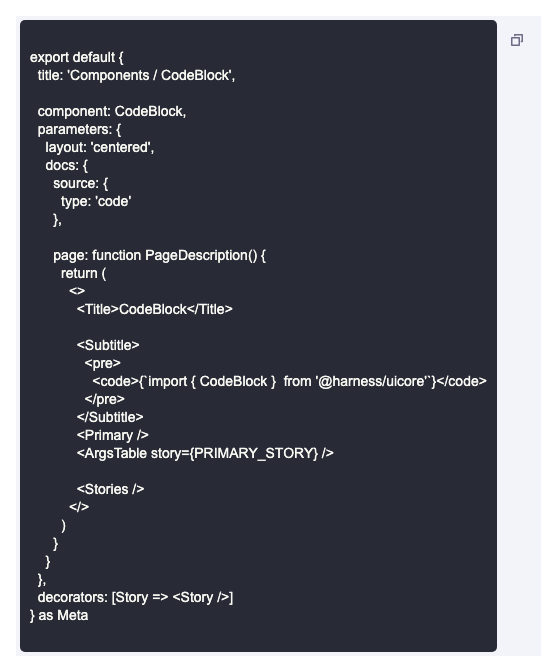 export default {
  title: 'Components / CodeBlock',

  component: CodeBlock,
  parameters: {
    layout: 'centered',
    docs: {
      source: {
        type: 'code'
      },

      page: function PageDescription() {
        return (
          <>
            <Title>CodeBlock</Title>

            <Subtitle>
              <pre>
                <code>{`import { CodeBlock }  from '@harness/uicore'`}</code>
              </pre>
            </Subtitle>
            <Primary />
            <ArgsTable story={PRIMARY_STORY} />

            <Stories />
          </>
        )
      }
    }
  },
  decorators: [Story => <Story />]
} as Meta